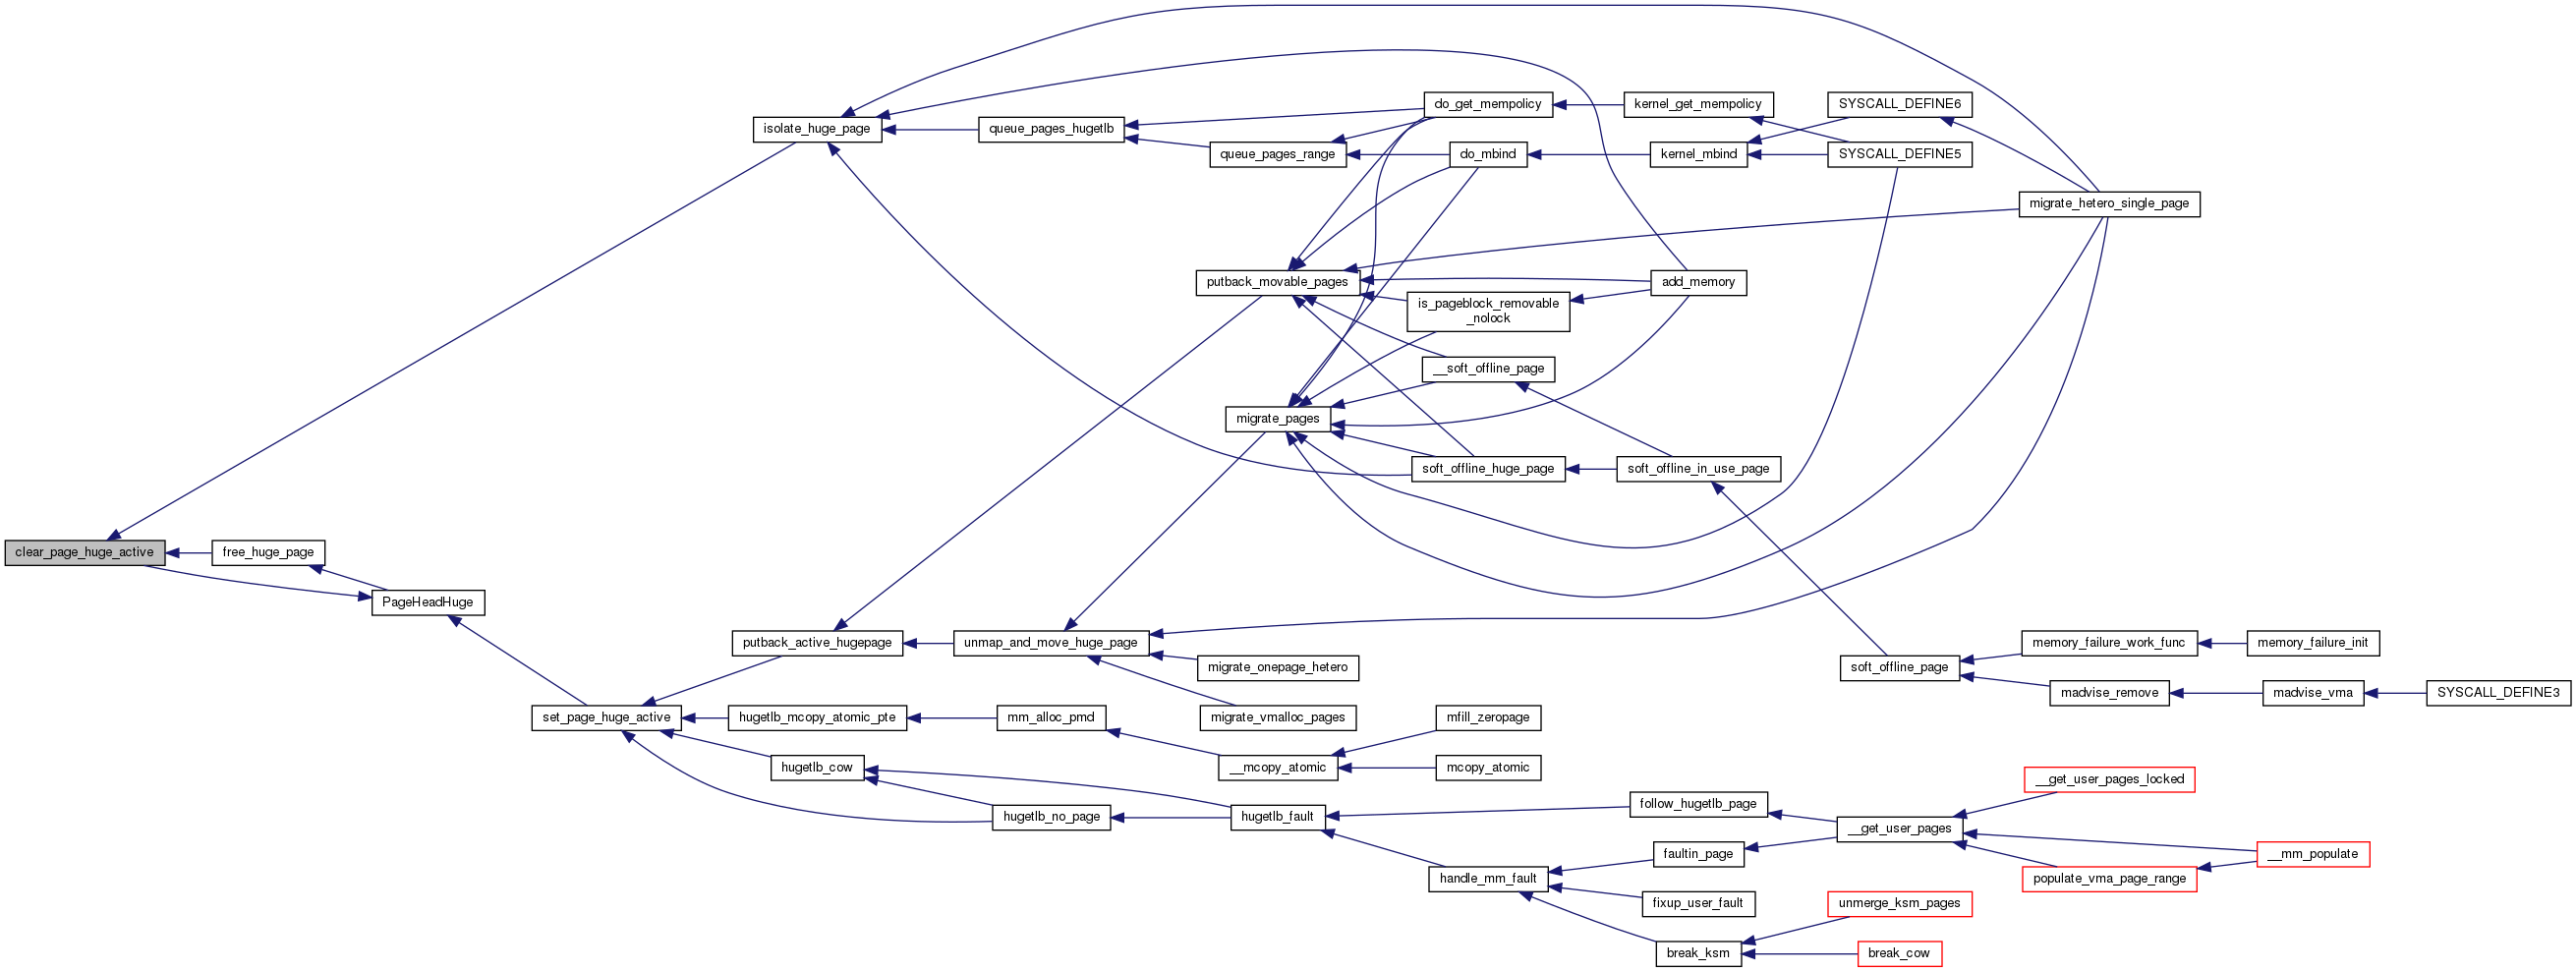 clear_page_huge_active
free_huge_page
PageHeadHuge
set_page_huge_active
isolate_huge_page
putback_active_hugepage
hugetlb_mcopy_atomic_pte
hugetlb_cow
queue_pages_hugetlb
unmap_and_move_huge_page
mm_alloc_pmd
hugetlb_no_page
queue_pages_range
putback_movable_pages
migrate_pages
migrate_onepage_hetero
migrate_vmalloc_pages
__mcopy_atomic
hugetlb_fault
do_get_mempolicy
do_mbind
is_pageblock_removable
_nolock
__soft_offline_page
soft_offline_huge_page
mfill_zeropage
mcopy_atomic
handle_mm_fault
kernel_get_mempolicy
kernel_mbind
add_memory
soft_offline_in_use_page
follow_hugetlb_page
faultin_page
fixup_user_fault
break_ksm
SYSCALL_DEFINE6
SYSCALL_DEFINE5
soft_offline_page
__get_user_pages
unmerge_ksm_pages
break_cow
migrate_hetero_single_page
memory_failure_work_func
madvise_remove
__get_user_pages_locked
populate_vma_page_range
memory_failure_init
madvise_vma
__mm_populate
SYSCALL_DEFINE3